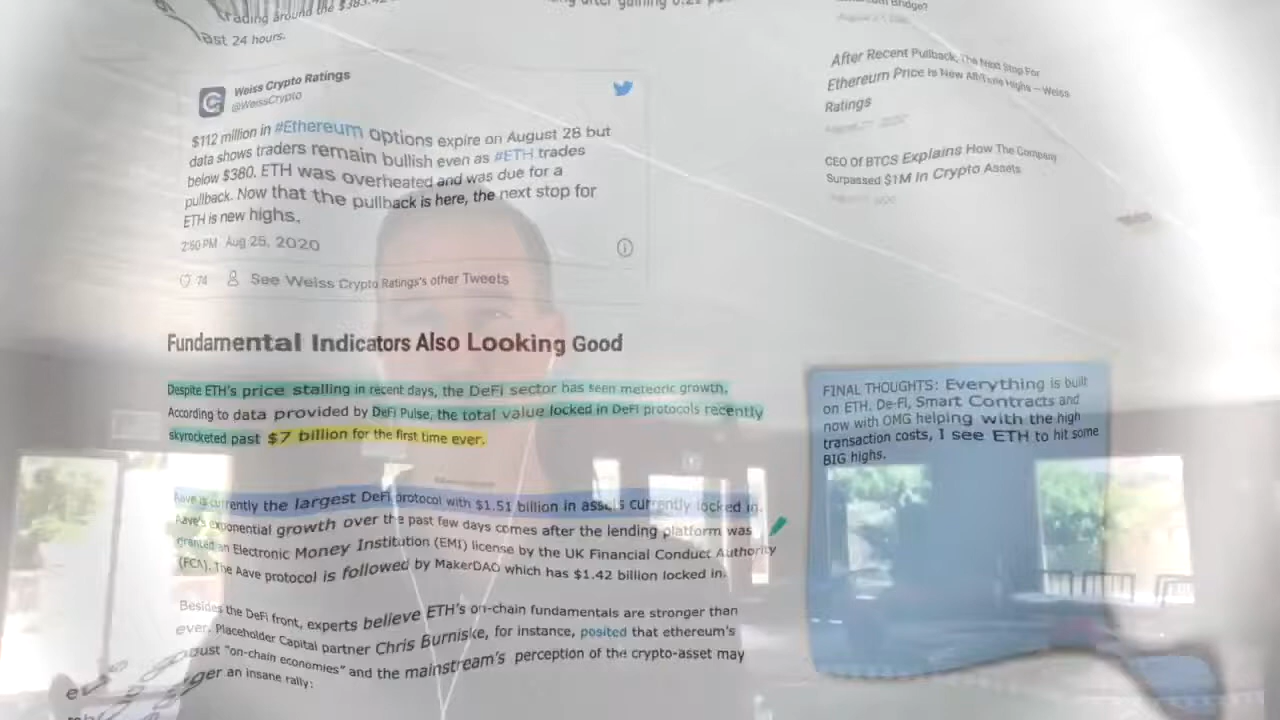 Trading around the $383.42
last 24 hours.
Weiss Crypto Ratings
@WeissCrypto
$112 million in #Ethereum options expire on August 28 but
data shows traders remain bullish even as #ETH trades
below $380. ETH was overheated and was due for a
pullback. Now that the pullback is here, the next stop for
ETH is new highs.
2:50 PM Aug 25, 2020
74 See Weiss Crypto Ratings's other Tweets
Fundamental Indicators Also Looking Good
Despite ETH's price stalling in recent days, the DeFi sector has seen meteoric growth.
According to data provided by DeFi Pulse, the total value locked in DeFi protocols recently
skyrocketed past $7 billion for the first time ever.
Aave is currently the largest DeFi protocol with $1.51 billion in assets currently locked in.
Aave's exponential growth over the past few days comes after the lending platform was
granted an Electronic Money Institution (EMI) license by the UK Financial Conduct Authority
(FCA). The Aave protocol is followed by MakerDAO which has $1.42 billion locked in.
Besides the DeFi front, experts believe ETH's on-chain fundamentals are stronger than
ever. Placeholder Capital partner Chris Burniske, for instance, posited that ethereum's
"on-chain economies" and the mainstream's perception of the crypto-asset may
an insane rally:
Bridge?
After Recent Pullback, The Next Stop For
Ethereum Price Is New All-Time Highs — Weiss
Ratings
CEO Of BTCS Explains How The Company
Surpassed $1M In Crypto Assets
FINAL THOUGHTS: Everything is built
on ETH. De-Fi, Smart Contracts and
now with OMG helping with the high
transaction costs, I see ETH to hit some
BIG highs.